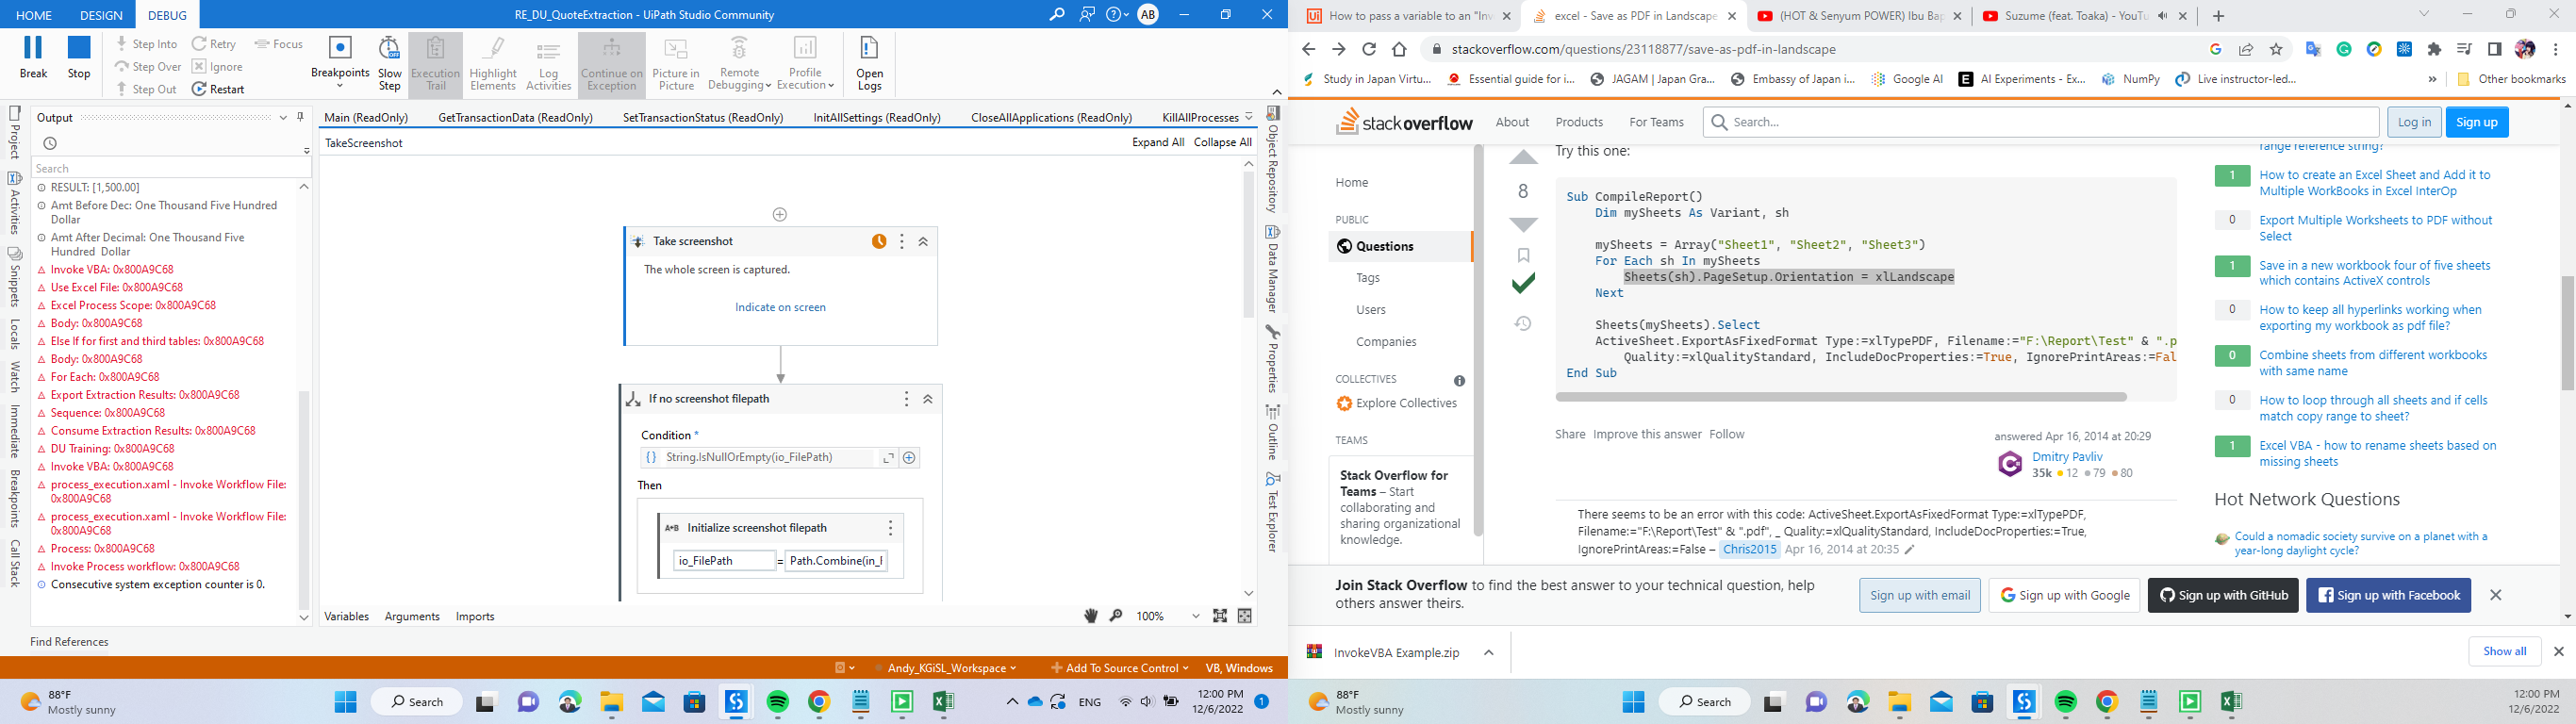 HOME
DESIGN
DEBUG
RE_DU_QuoteExtraction - UiPath Studio Community
AB
Break
Stop
Step Into
Step Over
Step Out
Retry
Ignore
Restart
Focus
Breakpoints
Slow Step
Execution Trail
Highlight Elements
Log Activities
Continue on Exception
Picture in Picture
Remote Debugging
Profile Execution
Open Logs
Project
Activities
Snippets
Locals
Watch
Immediate
Breakpoints
Call Stack
Output
Search
RESULT: [1,500.00]
Amt Before Dec: One Thousand Five Hundred
Dollar
Amt After Decimal: One Thousand Five
Hundred  Dollar
Invoke VBA: 0x800A9C68
Use Excel File: 0x800A9C68
Excel Process Scope: 0x800A9C68
Body: 0x800A9C68
Else If for first and third tables: 0x800A9C68
Body: 0x800A9C68
For Each: 0x800A9C68
Export Extraction Results: 0x800A9C68
Sequence: 0x800A9C68
Consume Extraction Results: 0x800A9C68
DU Training: 0x800A9C68
Invoke VBA: 0x800A9C68
process_execution.xaml - Invoke Workflow File:
0x800A9C68
process_execution.xaml - Invoke Workflow File:
0x800A9C68
Process: 0x800A9C68
Invoke Process workflow: 0x800A9C68
Consecutive system exception counter is 0.
Find References
Main (ReadOnly)
GetTransactionData (ReadOnly)
SetTransactionStatus (ReadOnly)
InitAllSettings (ReadOnly)
CloseAllApplications (ReadOnly)
KillAllProcesses
TakeScreenshot
Expand All
Collapse All
Take screenshot
The whole screen is captured.
Indicate on screen
If no screenshot filepath
Condition *
String.IsNullOrEmpty(io_FilePath)
Then
A+B Initialize screenshot filepath
io_FilePath = Path.Combine(in_F
Variables
Arguments
Imports
100%
Object Repository
Data Manager
Properties
Outline
Test Explorer
Andy_KGiSL_Workspace
Add To Source Control
VB, Windows
88°F
Mostly sunny
Search
ENG
12:00 PM
12/6/2022
1
How to pass a variable to an "Inv
excel - Save as PDF in Landscape
(HOT & Senyum POWER) Ibu Bap
Suzume (feat. Toaka) - YouTu
stackoverflow.com/questions/23118877/save-as-pdf-in-landscape
Study in Japan Virtu...
Essential guide for i...
JAGAM | Japan Gra...
Embassy of Japan i...
Google AI
AI Experiments - Ex...
NumPy
Live instructor-led...
»
Other bookmarks
stackoverflow
About
Products
For Teams
Search...
Log in
Sign up
Home
PUBLIC
Questions
Tags
Users
Companies
COLLECTIVES
Explore Collectives
TEAMS
Stack Overflow for
Teams – Start
collaborating and
sharing organizational
knowledge.
8
Try this one:
Sub CompileReport()
Dim mySheets As Variant, sh
mySheets = Array("Sheet1", "Sheet2", "Sheet3")
For Each sh In mySheets
Sheets(sh).PageSetup.Orientation = xlLandscape
Next
Sheets(mySheets).Select
ActiveSheet.ExportAsFixedFormat Type:=xlTypePDF, Filename:="F:\Report\Test" & ".p
Quality:=xlQualityStandard, IncludeDocProperties:=True, IgnorePrintAreas:=Fal
End Sub
Share
Improve this answer
Follow
answered Apr 16, 2014 at 20:29
Dmitry Pavliv
35k 12 79 80
There seems to be an error with this code: ActiveSheet.ExportAsFixedFormat Type:=xlTypePDF,
Filename:="F:\Report\Test" & ".pdf", _ Quality:=xlQualityStandard, IncludeDocProperties:=True,
IgnorePrintAreas:=False – Chris2015 Apr 16, 2014 at 20:35
range reference string?
1 How to create an Excel Sheet and Add it to
Multiple WorkBooks in Excel InterOp
0 Export Multiple Worksheets to PDF without
Select
1 Save in a new workbook four of five sheets
which contains ActiveX controls
0 How to keep all hyperlinks working when
exporting my workbook as pdf file?
0 Combine sheets from different workbooks
with same name
0 How to loop through all sheets and if cells
match copy range to sheet?
1 Excel VBA - how to rename sheets based on
missing sheets
Hot Network Questions
Could a nomadic society survive on a planet with a
year-long daylight cycle?
Join Stack Overflow to find the best answer to your technical question, help
others answer theirs.
Sign up with email
Sign up with Google
Sign up with GitHub
Sign up with Facebook
InvokeVBA Example.zip
Show all
88°F
Mostly sunny
Search
12:00 PM
12/6/2022